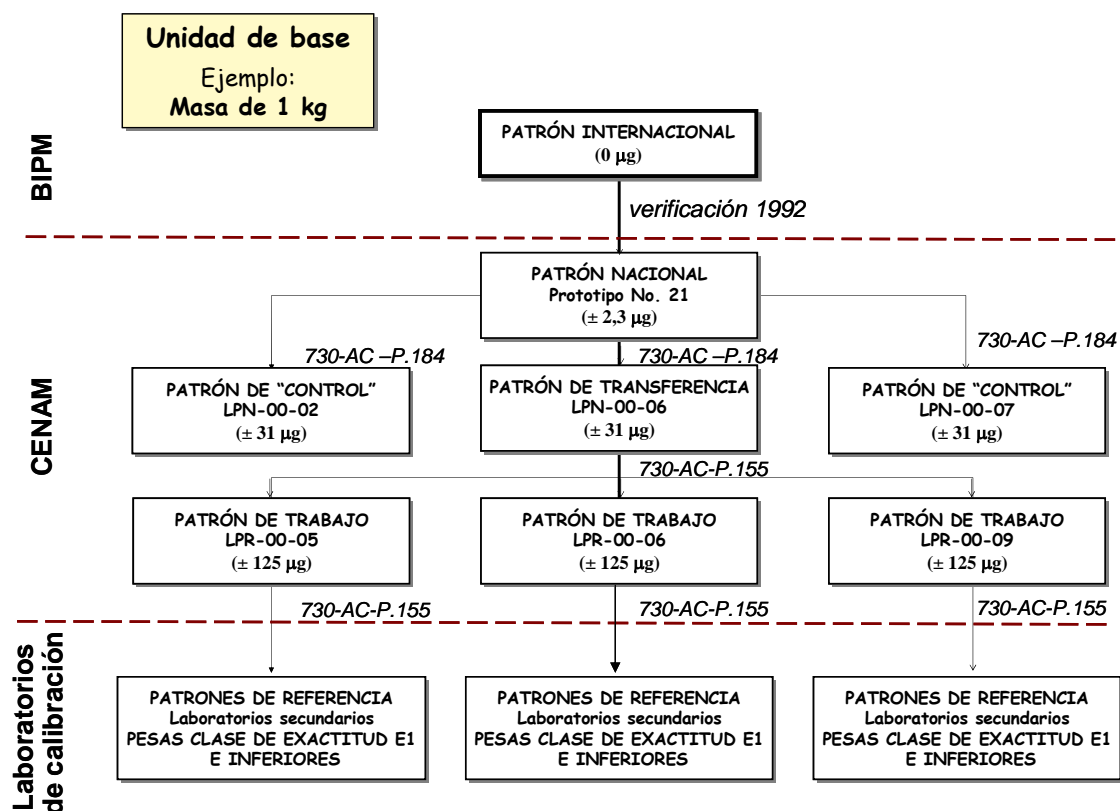 Unidad de base
Ejemplo:
Masa de 1 kg
BIPM
PATRÓN INTERNACIONAL
(0 µg)
verificación 1992
CENAM
PATRÓN NACIONAL
Prototipo No. 21
(± 2,3 µg)
730-AC –P.184
730-AC –P.184
730-AC –P.184
PATRÓN DE “CONTROL”
LPN-00-02
(± 31 µg)
PATRÓN DE TRANSFERENCIA
LPN-00-06
(± 31 µg)
PATRÓN DE “CONTROL”
LPN-00-07
(± 31 µg)
730-AC-P.155
PATRÓN DE TRABAJO
LPR-00-05
(± 125 µg)
PATRÓN DE TRABAJO
LPR-00-06
(± 125 µg)
PATRÓN DE TRABAJO
LPR-00-09
(± 125 µg)
730-AC-P.155
730-AC-P.155
730-AC-P.155
Laboratorios
de calibración
PATRONES DE REFERENCIA
Laboratorios secundarios
PESAS CLASE DE EXACTITUD E1
E INFERIORES
PATRONES DE REFERENCIA
Laboratorios secundarios
PESAS CLASE DE EXACTITUD E1
E INFERIORES
PATRONES DE REFERENCIA
Laboratorios secundarios
PESAS CLASE DE EXACTITUD E1
E INFERIORES